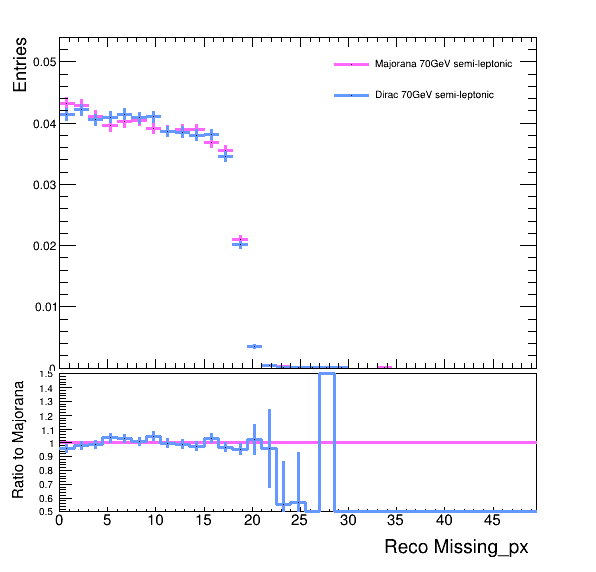 Entries
0.05
0.04
0.03
0.02
0.01
0
Majorana 70GeV semi-leptonic
Dirac 70GeV semi-leptonic
Ratio to Majorana
1.5
1.4
1.3
1.2
1.1
1
0.9
0.8
0.7
0.6
0.5
0 5 10 15 20 25 30 35 40 45
Reco Missing_px